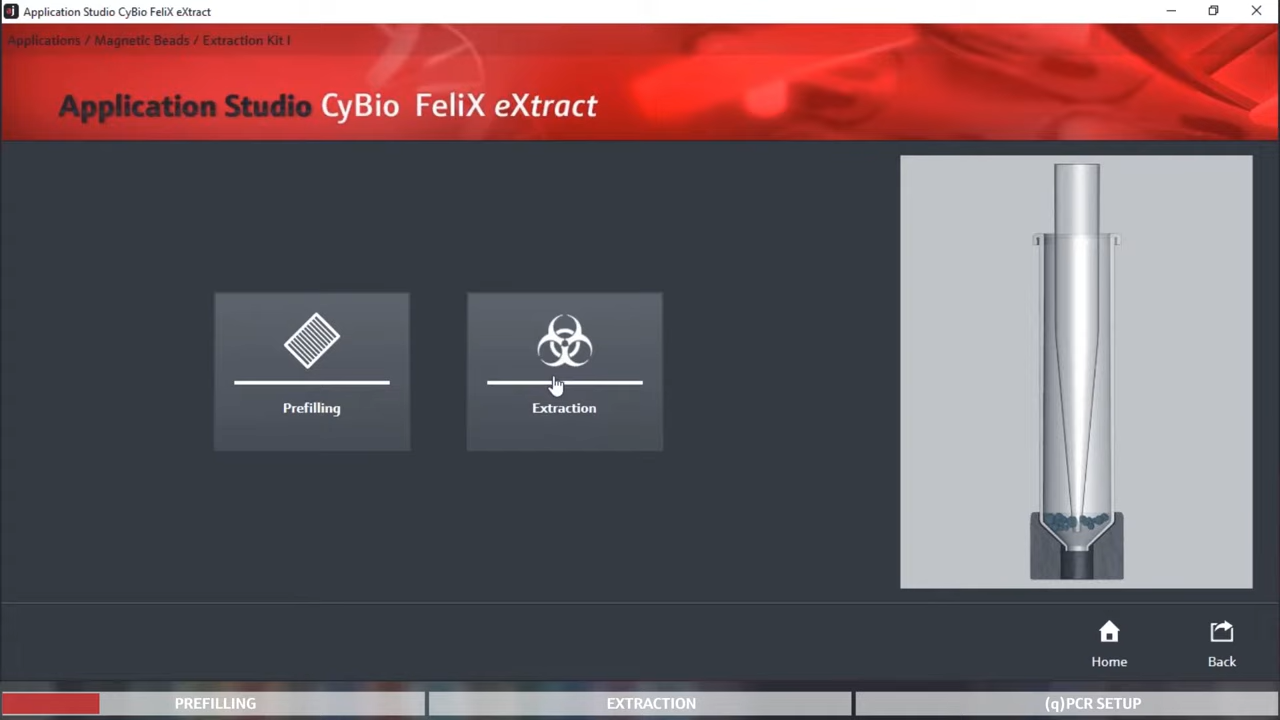 Application Studio CyBio FeliX eXtract
Applications / Magnetic Beads / Extraction Kit I
Application Studio CyBio FeliX eXtract
Prefilling
Extraction
Home
Back
PREFILLING
EXTRACTION
(q)PCR SETUP